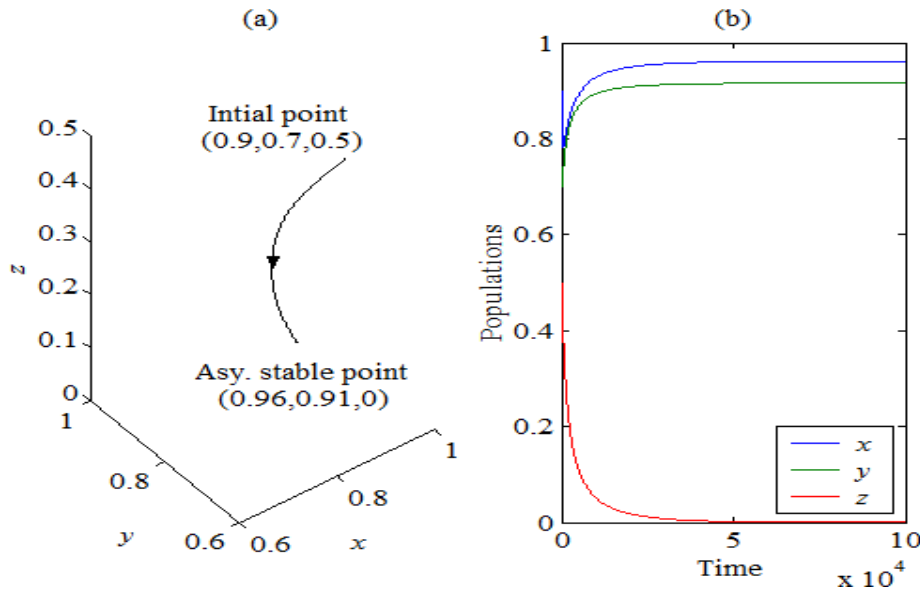 (a)
Intial point
(0.9,0.7,0.5)
0.5
0.4
0.3
z
0.2
0.1
0
Asy. stable point
(0.96,0.91,0)
1
0.8
y
0.6
0.6
x
0.8
1
(b)
Populations
1
0.8
0.6
0.4
0.2
0
x
y
z
0
5
10
Time
x 10^4